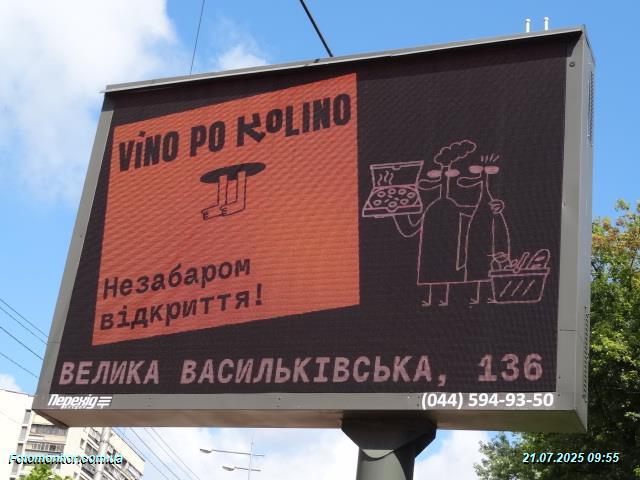 VINO PO KOLINO
Незабаром
відкриття!
ВЕЛИКА ВАСИЛЬКІВСЬКА, 136
Перехід
(044) 594-93-50
Fotomonitor.com.ua
21.07.2025 09:55